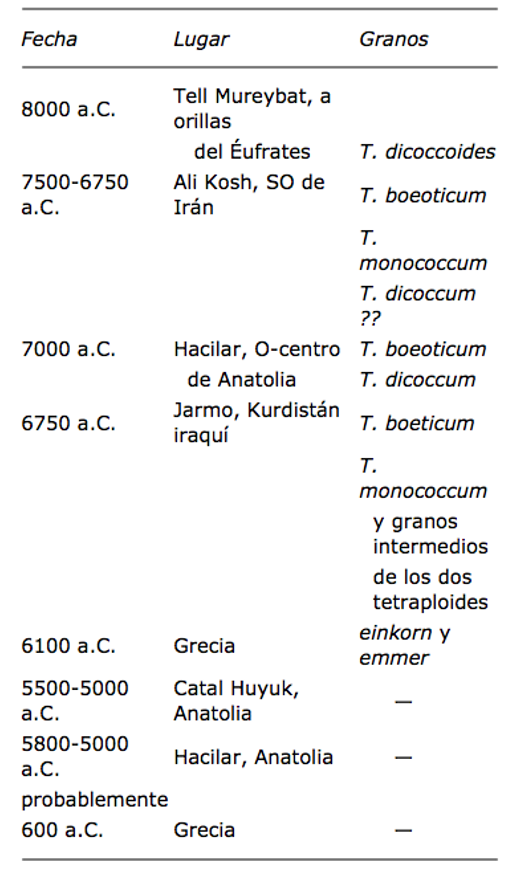 Fecha Lugar Granos
8000 a.C. Tell Mureybat, a
orillas
del Éufrates T. dicoccoides
7500-6750
a.C. Ali Kosh, SO de
Irán T. boeoticum
T.
monococcum
T. dicoccum
??
7000 a.C. Hacilar, O-centro T. boeoticum
de Anatolia T. dicoccum
6750 a.C. Jarmo, Kurdistán
iraquí T. boeticum
T.
monococcum
y granos
intermedios
de los dos
tetraploides
6100 a.C. Grecia einkorn y
emmer
5500-5000
a.C. Catal Huyuk,
Anatolia —
5800-5000
a.C. Hacilar, Anatolia —
probablemente
600 a.C. Grecia —